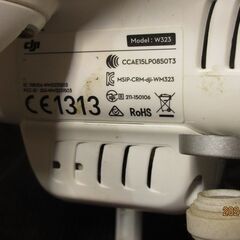 dji
Model : W323
CCAE15LP0850T3
MSIP-CRM-dji-WM323
211-150106
CE1313
RoHS